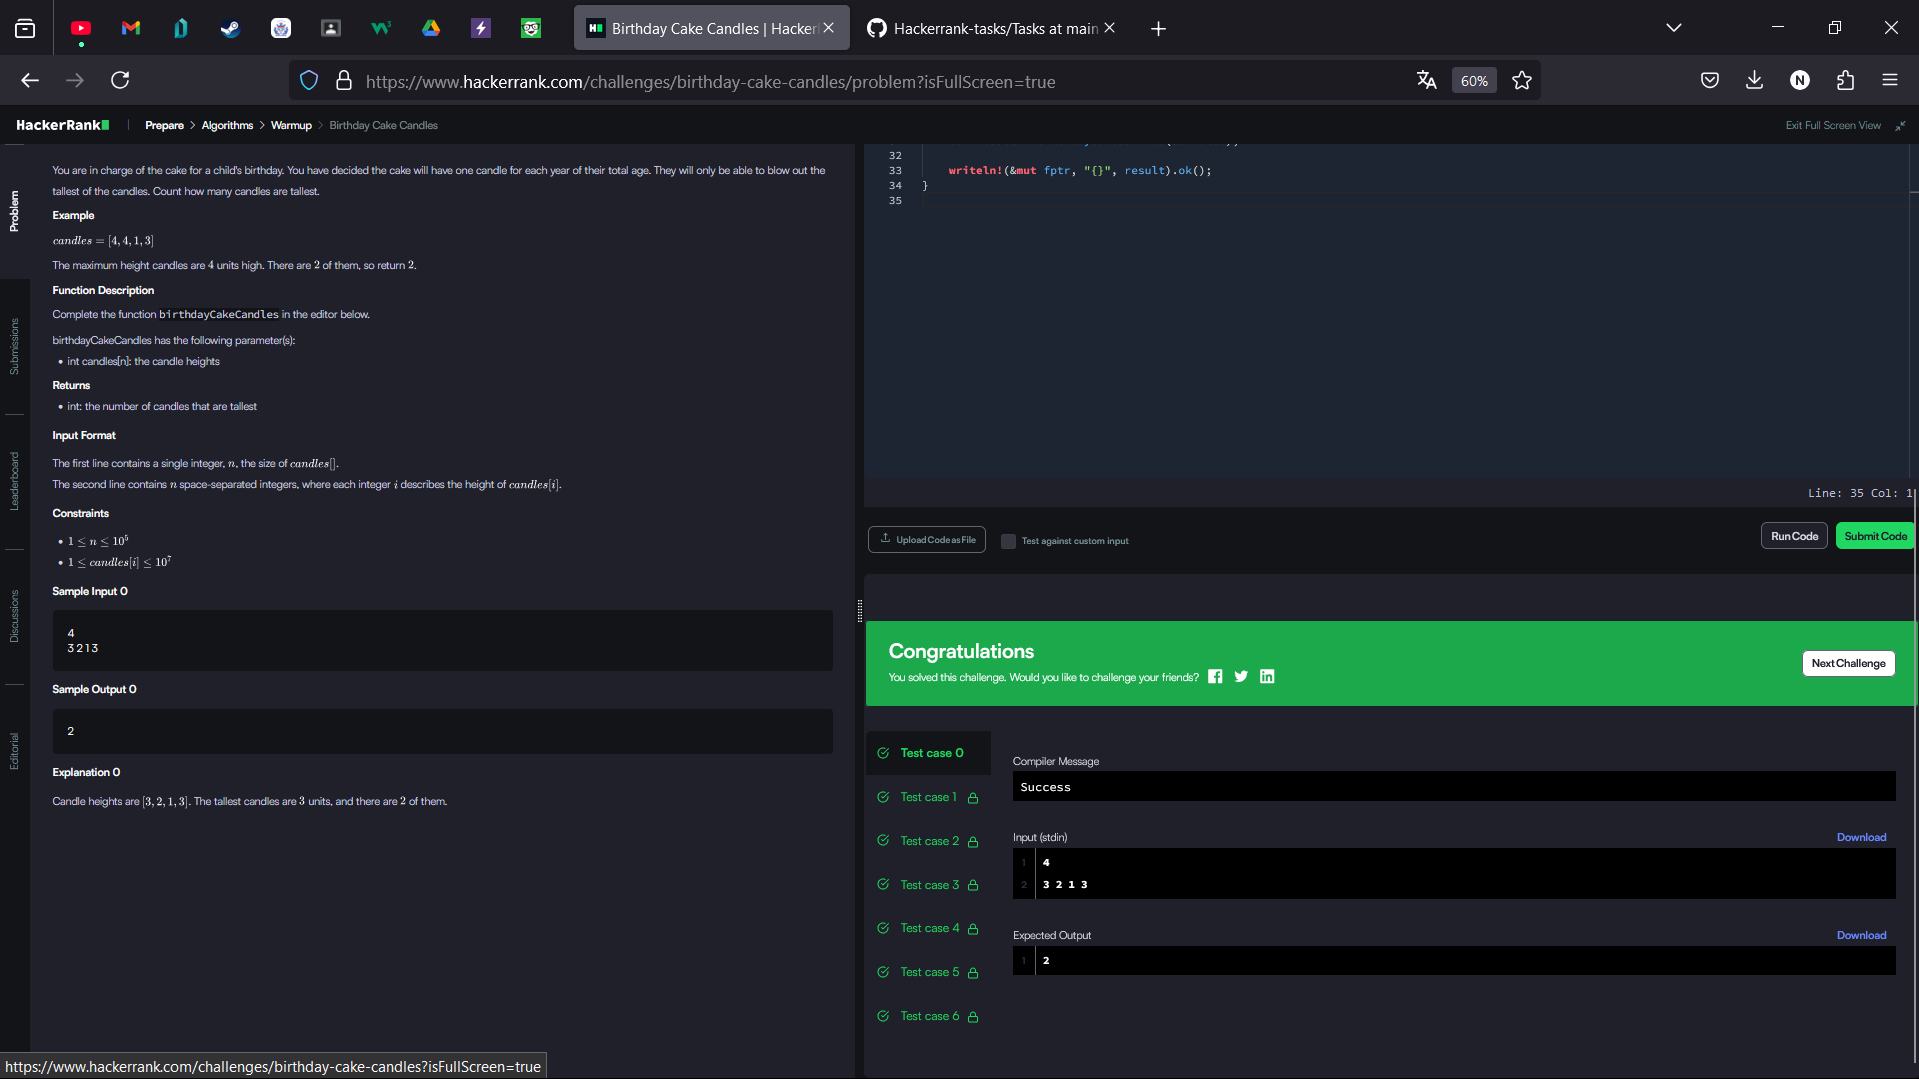 Birthday Cake Candles | Hacker
Hackerrank-tasks/Tasks at main
https://www.hackerrank.com/challenges/birthday-cake-candles/problem?isFullScreen=true
60%
N
HackerRank
Prepare > Algorithms > Warmup > Birthday Cake Candles
Exit Full Screen View
Problem
Submissions
Leaderboard
Discussions
Editorial
You are in charge of the cake for a child's birthday. You have decided the cake will have one candle for each year of their total age. They will only be able to blow out the
tallest of the candles. Count how many candles are tallest.
Example
candles = [4, 4, 1, 3]
The maximum height candles are 4 units high. There are 2 of them, so return 2.
Function Description
Complete the function birthdayCakeCandles in the editor below.
birthdayCakeCandles has the following parameter(s):
• int candles[n]: the candle heights
Returns
• int: the number of candles that are tallest
Input Format
The first line contains a single integer, n, the size of candles[].
The second line contains n space-separated integers, where each integer i describes the height of candles[i].
Constraints
• 1 ≤ n ≤ 10⁵
• 1 ≤ candles[i] ≤ 10⁷
Sample Input 0
4
3 2 1 3
Sample Output 0
2
Explanation 0
Candle heights are [3, 2, 1, 3]. The tallest candles are 3 units, and there are 2 of them.
32
33 writeln!(&mut fptr, "{}", result).ok();
34 }
35
Line: 35 Col: 1
Upload Code as File
Test against custom input
Run Code
Submit Code
Congratulations
You solved this challenge. Would you like to challenge your friends?
Next Challenge
Test case 0
Test case 1
Test case 2
Test case 3
Test case 4
Test case 5
Test case 6
Compiler Message
Success
Input (stdin)
Download
1 4
2 3 2 1 3
Expected Output
Download
1 2
https://www.hackerrank.com/challenges/birthday-cake-candles?isFullScreen=true